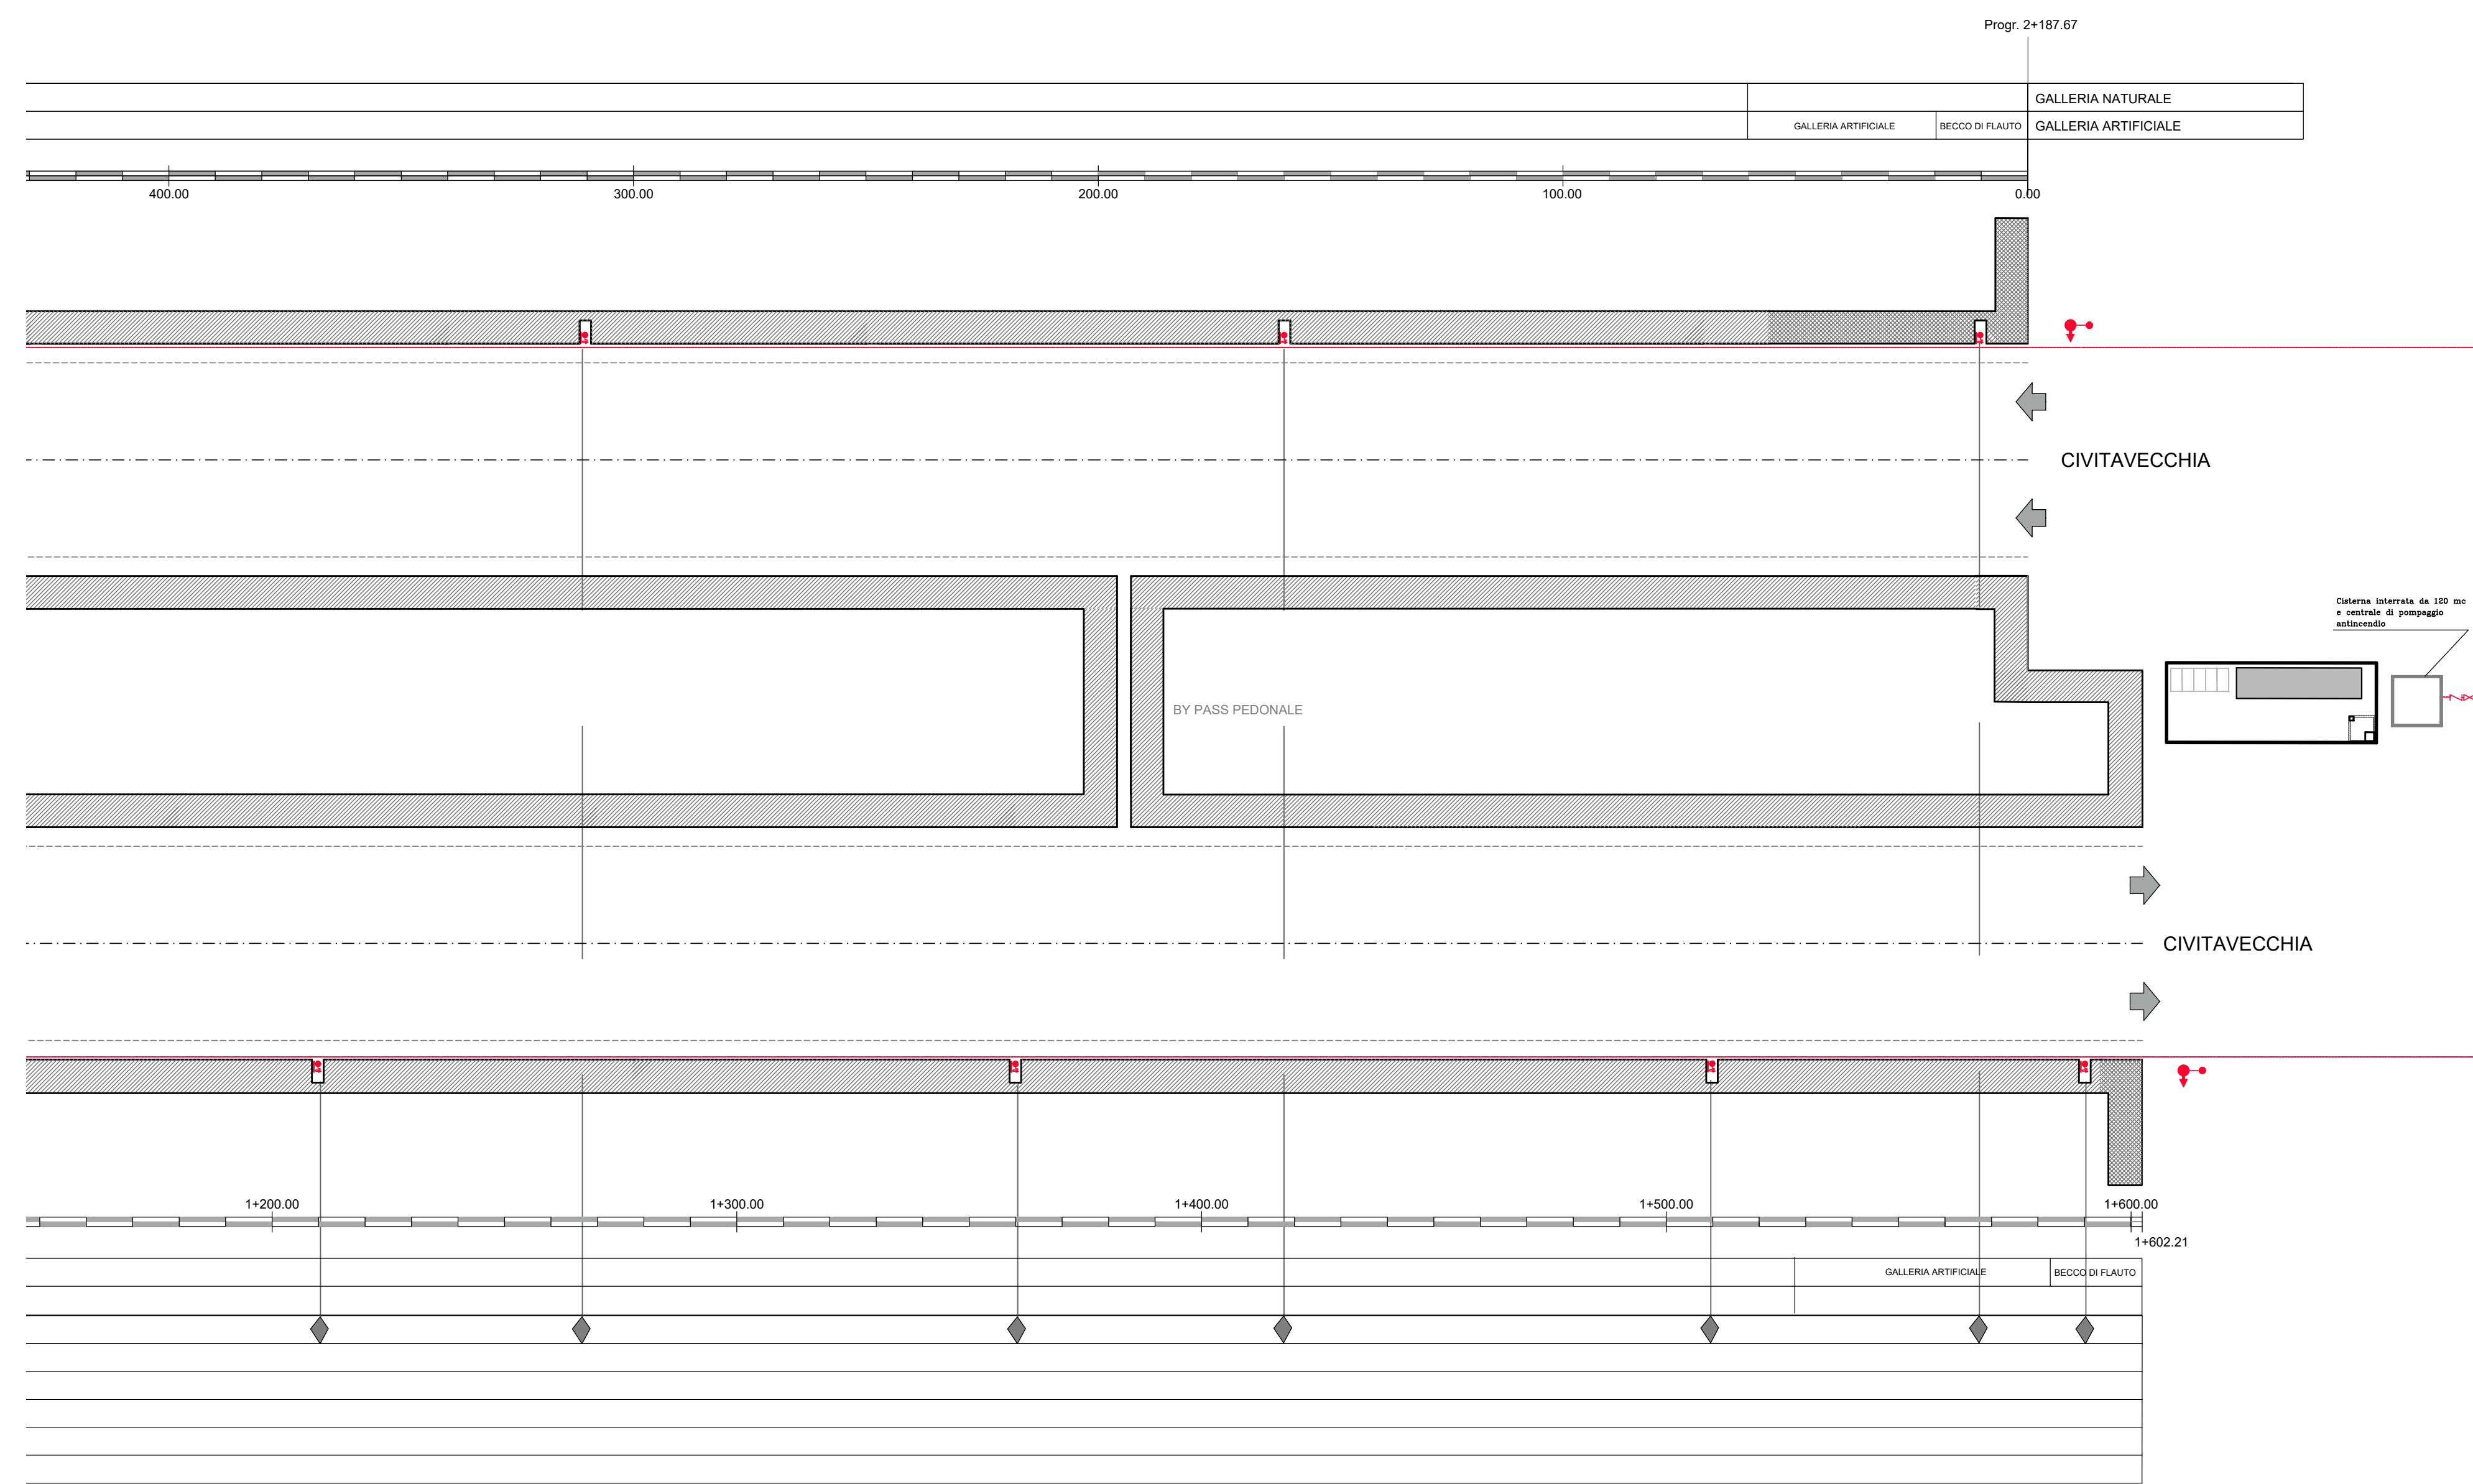 Progr. 2+187.67
GALLERIA NATURALE
GALLERIA ARTIFICIALE
BECCO DI FLAUTO
GALLERIA ARTIFICIALE
400.00
300.00
200.00
100.00
0.00
CIVITAVECCHIA
Cisterna interrata da 120 mc
e centrale di pompaggio
antincendio
BY PASS PEDONALE
CIVITAVECCHIA
1+200.00
1+300.00
1+400.00
1+500.00
1+600.00
1+602.21
GALLERIA ARTIFICIALE
BECCO DI FLAUTO